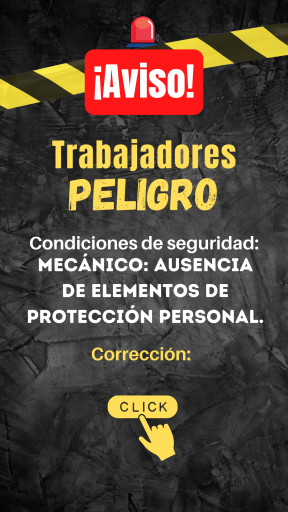 ¡Aviso!
Trabajadores
PELIGRO
Condiciones de seguridad:
MECÁNICO: AUSENCIA
DE ELEMENTOS DE
PROTECCIÓN PERSONAL.
Corrección:
CLICK